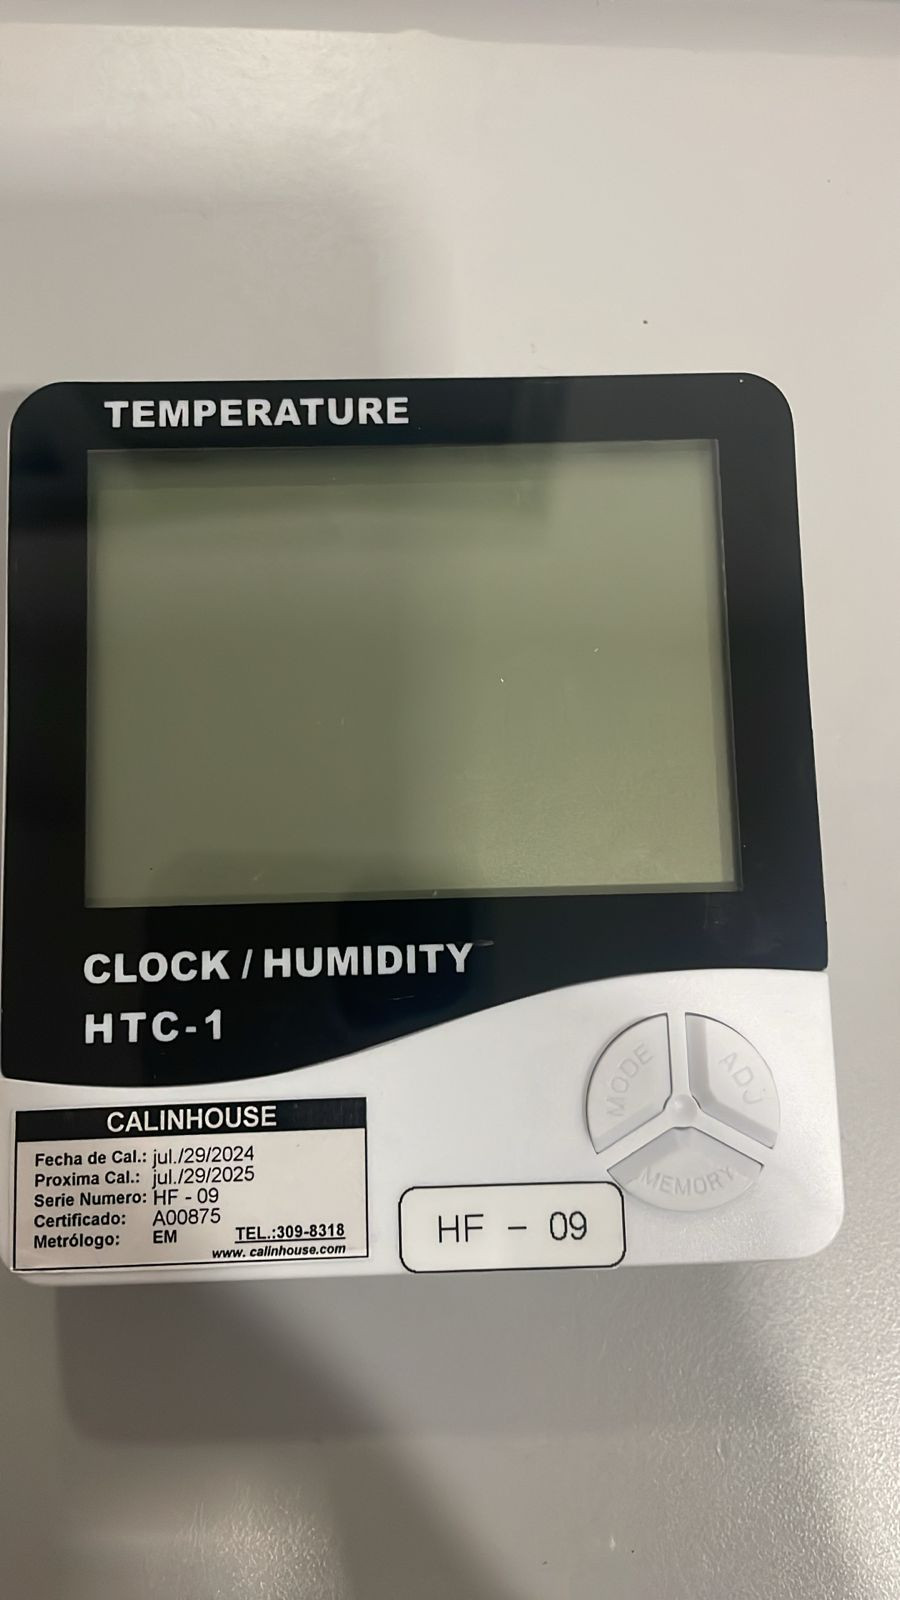 TEMPERATURE
CLOCK / HUMIDITY
HTC-1
MODE
ADJ
MEMORY
CALINHOUSE
Fecha de Cal.: jul./29/2024
Proxima Cal.: jul./29/2025
Serie Numero: HF - 09
Certificado: A00875
Metrólogo: EM TEL.:309-8318
www. calinhouse.com
HF - 09